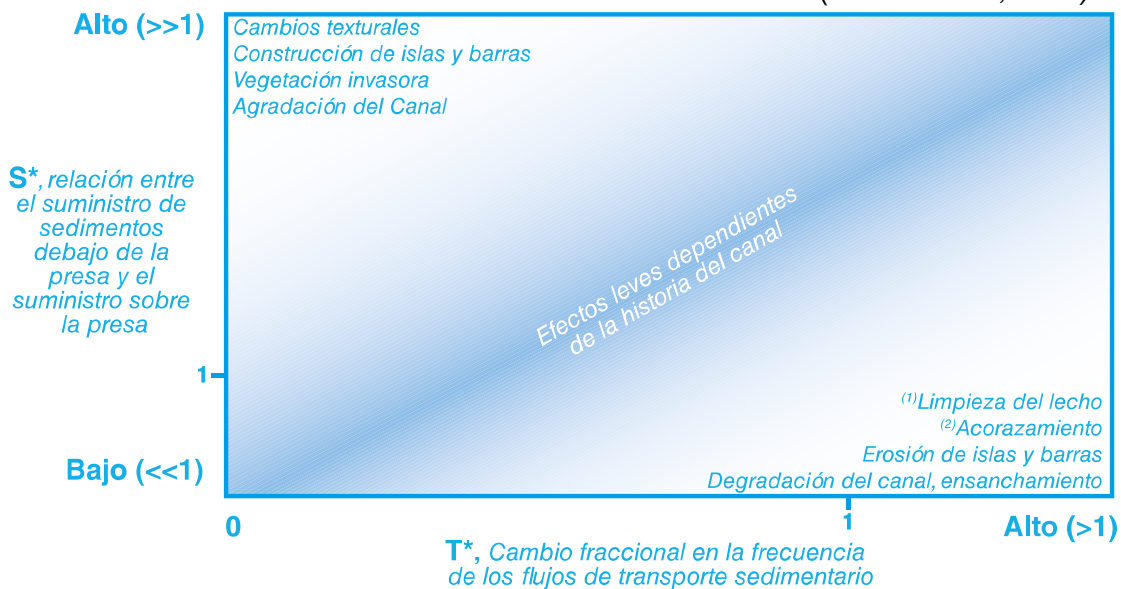 Alto (>>1)
Cambios texturales
Construcción de islas y barras
Vegetación invasora
Agradación del Canal
S*, relación entre
el suministro de
sedimentos
debajo de la
presa y el
suministro sobre
la presa
Efectos leves dependientes
de la historia del canal
1
(1)Limpieza del lecho
(2)Acorazamiento
Erosión de islas y barras
Degradación del canal, ensanchamiento
Bajo (<<1)
0
1
Alto (>1)
T*, Cambio fraccional en la frecuencia
de los flujos de transporte sedimentario